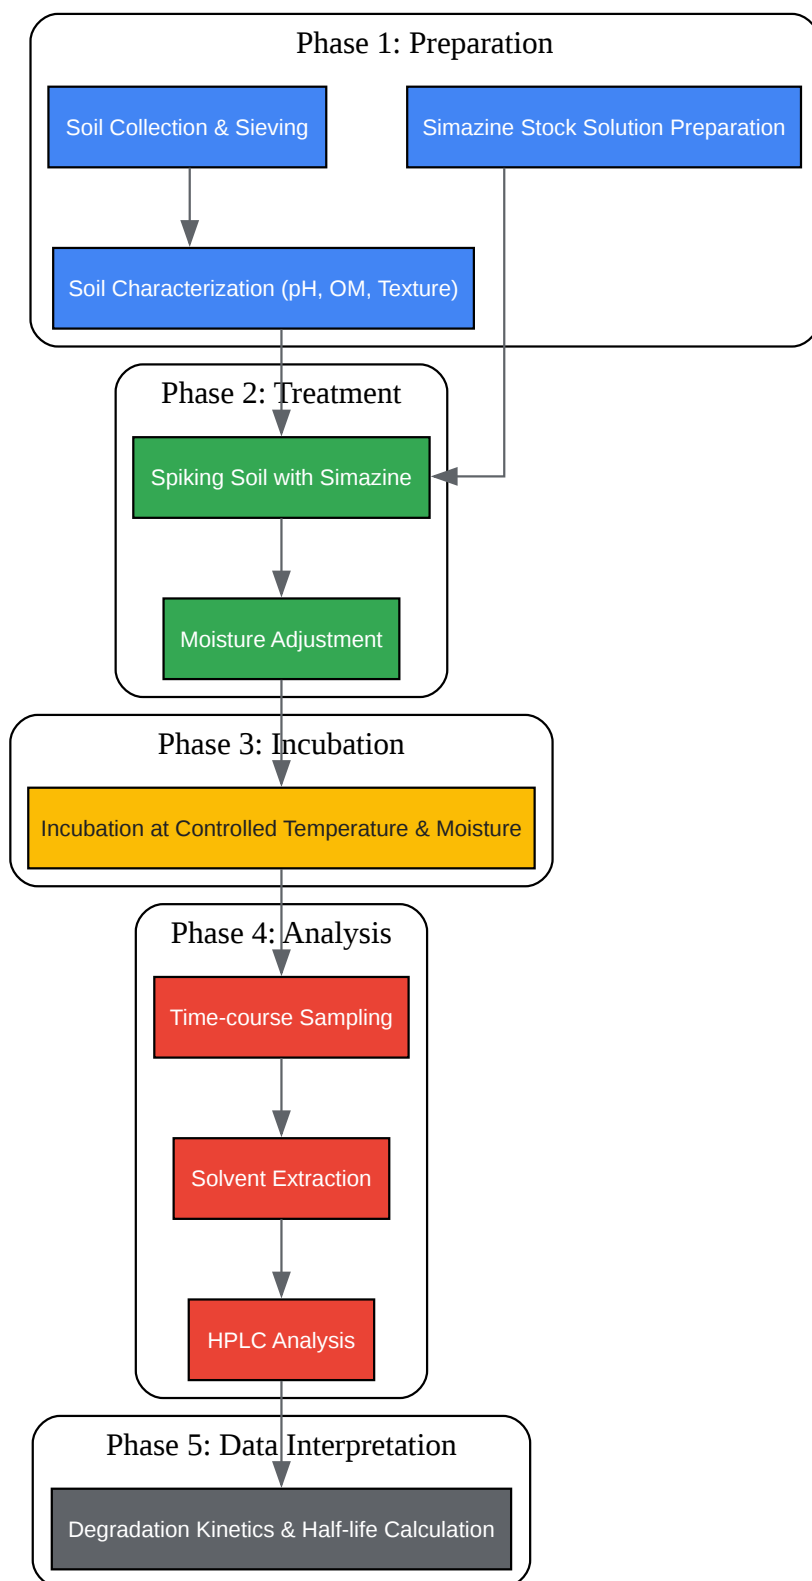 Phase 1: Preparation
Soil Collection & Sieving
Simazine Stock Solution Preparation
Soil Characterization (pH, OM, Texture)
Phase 2: Treatment
Spiking Soil with Simazine
Moisture Adjustment
Phase 3: Incubation
Incubation at Controlled Temperature & Moisture
Phase 4: Analysis
Time-course Sampling
Solvent Extraction
HPLC Analysis
Phase 5: Data Interpretation
Degradation Kinetics & Half-life Calculation